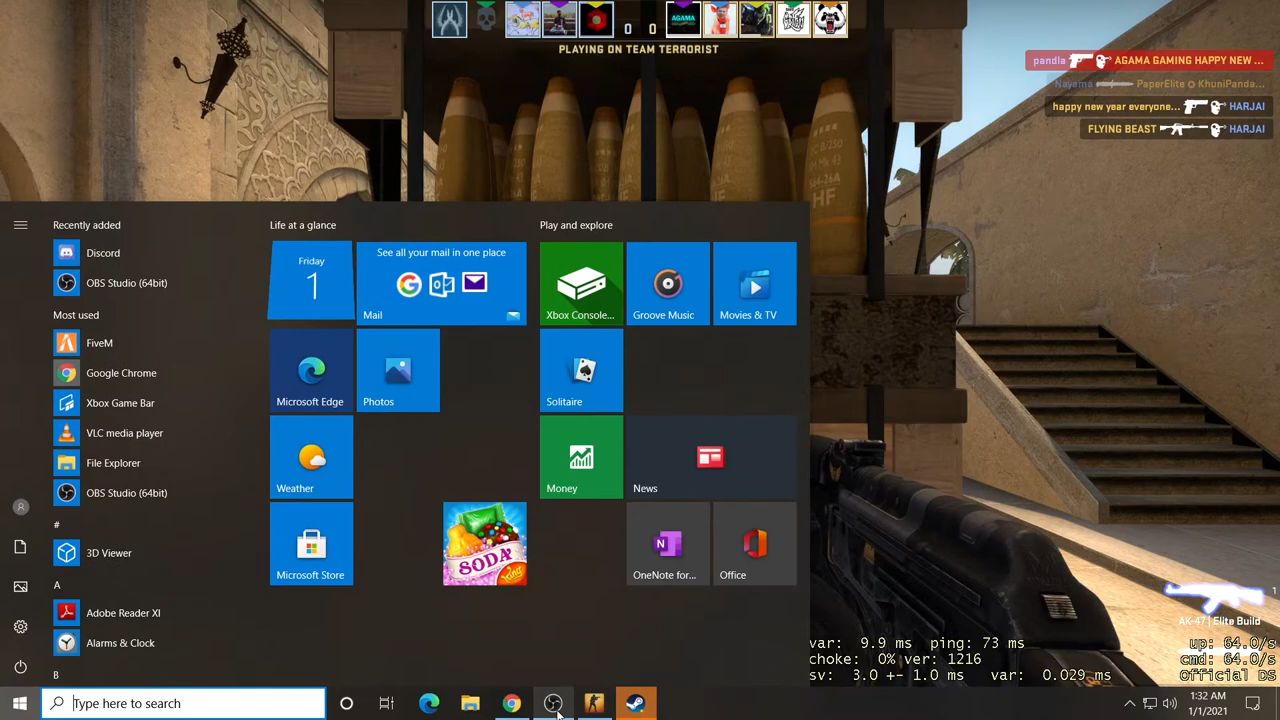 AGAMA
0 0
PLAYING ON TEAM TERRORIST
pandla AGAMA GAMING HAPPY NEW ...
Nayama PaperElite ✪ KhuniPanda...
happy new year everyone... HARJAI
FLYING BEAST HARJAI
HF
Recently added
Discord
OBS Studio (64bit)
Most used
FiveM
Google Chrome
Xbox Game Bar
VLC media player
File Explorer
OBS Studio (64bit)
#
3D Viewer
A
Adobe Reader XI
Alarms & Clock
B
Life at a glance
Friday
1
See all your mail in one place
Mail
Microsoft Edge
Photos
Weather
Microsoft Store
SODA
King
Play and explore
Xbox Console...
Groove Music
Movies & TV
Solitaire
Money
News
OneNote for...
Office
1
AK-47 | Elite Build
var: 9.9 ms ping: 73 ms
up: 64.0/s
choke: 0% ver: 1216
cmd: 64.0/s
sv: 3.0 +- 1.0 ms var: 0.029 ms
Official DS
Type here to search
1:32 AM
1/1/2021